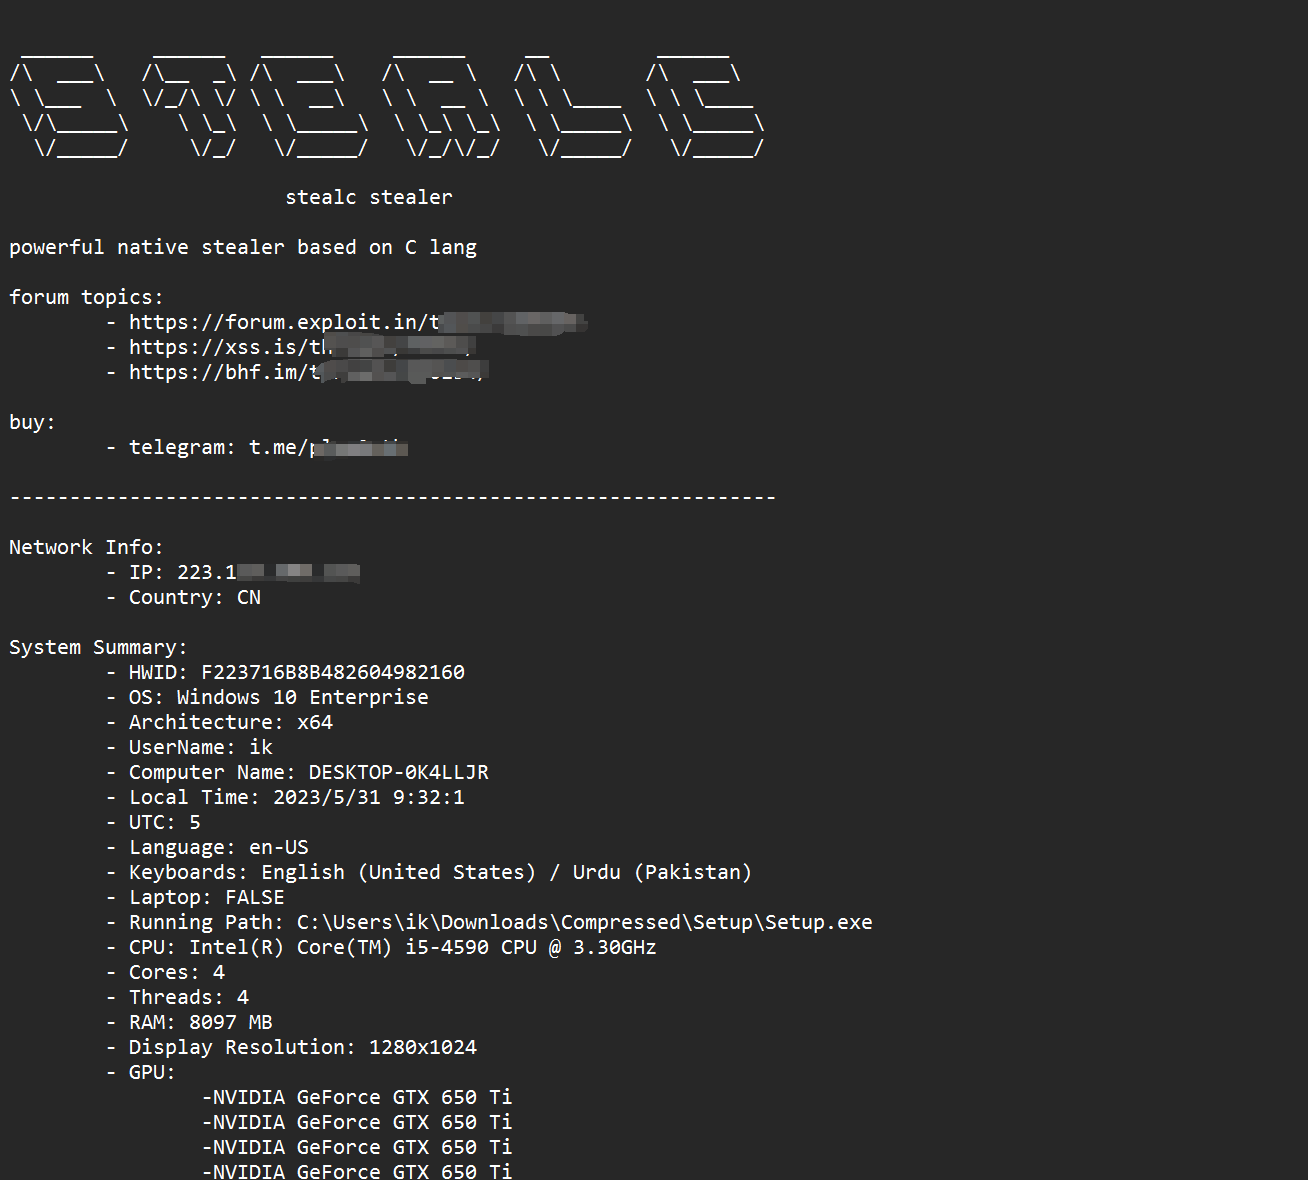 stealc stealer
powerful native stealer based on C lang
forum topics:
- https://forum.exploit.in/t
- https://xss.is/th
- https://bhf.im/t
buy:
- telegram: t.me/p
----------------------------------------------------------------
Network Info:
- IP: 223.1
- Country: CN
System Summary:
- HWID: F223716B8B482604982160
- OS: Windows 10 Enterprise
- Architecture: x64
- UserName: ik
- Computer Name: DESKTOP-0K4LLJR
- Local Time: 2023/5/31 9:32:1
- UTC: 5
- Language: en-US
- Keyboards: English (United States) / Urdu (Pakistan)
- Laptop: FALSE
- Running Path: C:\Users\ik\Downloads\Compressed\Setup\Setup.exe
- CPU: Intel(R) Core(TM) i5-4590 CPU @ 3.30GHz
- Cores: 4
- Threads: 4
- RAM: 8097 MB
- Display Resolution: 1280x1024
- GPU:
-NVIDIA GeForce GTX 650 Ti
-NVIDIA GeForce GTX 650 Ti
-NVIDIA GeForce GTX 650 Ti
-NVIDIA GeForce GTX 650 Ti